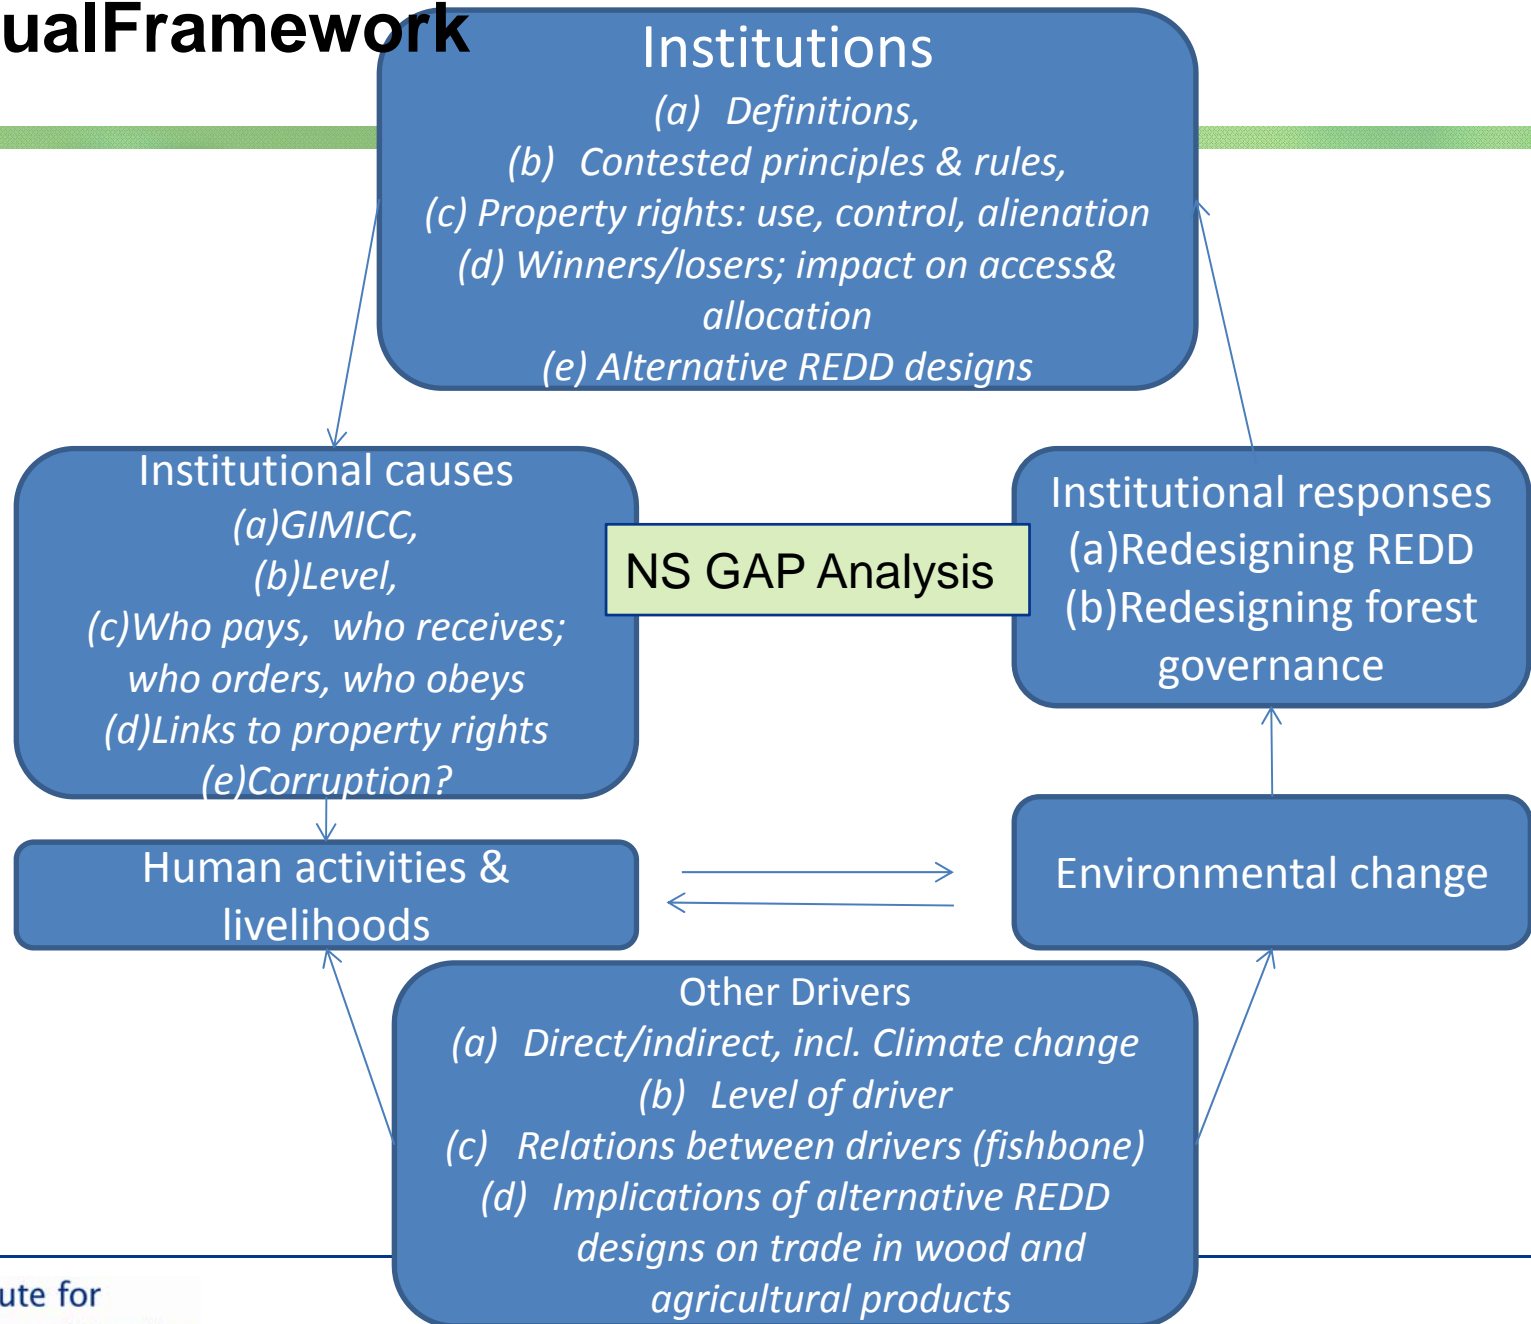 ualFramework
Institutions
(a) Definitions,
(b) Contested principles & rules,
(c) Property rights: use, control, alienation
(d) Winners/losers; impact on access&
allocation
(e) Alternative REDD designs
Institutional causes
(a)GIMICC,
(b)Level,
(c)Who pays, who receives;
who orders, who obeys
(d)Links to property rights
(e)Corruption?
NS GAP Analysis
Institutional responses
(a)Redesigning REDD
(b)Redesigning forest
governance
Human activities &
livelihoods
Environmental change
Other Drivers
(a) Direct/indirect, incl. Climate change
(b) Level of driver
(c) Relations between drivers (fishbone)
(d) Implications of alternative REDD
designs on trade in wood and
agricultural products
ute for